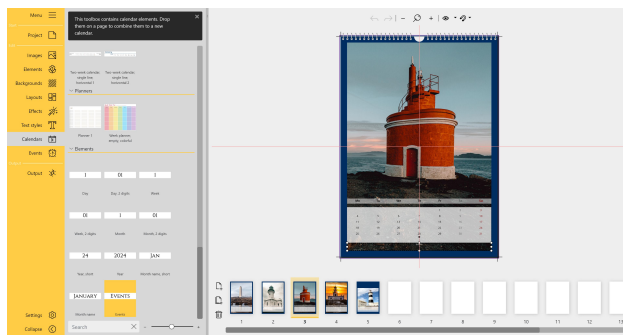 Menu
Project
Images
Elements
Backgrounds
Layouts
Effects
Text styles
Calendars
Events
Output
Settings
Collapse
This toolbox contains calendar elements. Drop
them on a page to combine them to a new
calendar.
Two week calendar,
single line,
horizontal 1
Two week calendar,
single line,
horizontal 2
Planners
Planner 1
Week planner,
empty, colorful
Elements
1
01
1
Day
Day, 2 digits
Week
01
1
01
Week, 2 digits
Month
Month, 2 digits
24
2024
JAN
Year, short
Year
Month name, short
JANUARY
EVENTS
Month name
Events
Search
1
2
3
4
5
6
7
8
9
10
11
12
13